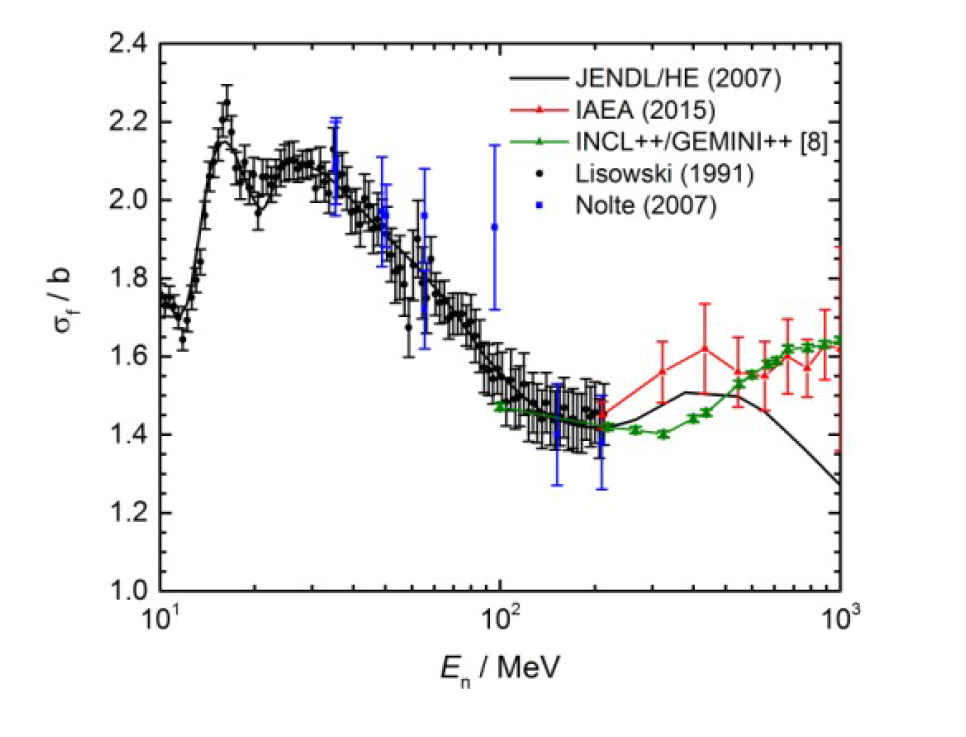 2.4
2.2
2.0
1.8
1.6
1.4
1.2
1.0
σf / b
JENDL/HE (2007)
IAEA (2015)
INCL++/GEMINI++ [8]
Lisowski (1991)
Nolte (2007)
10¹ 10² 10³
En / MeV